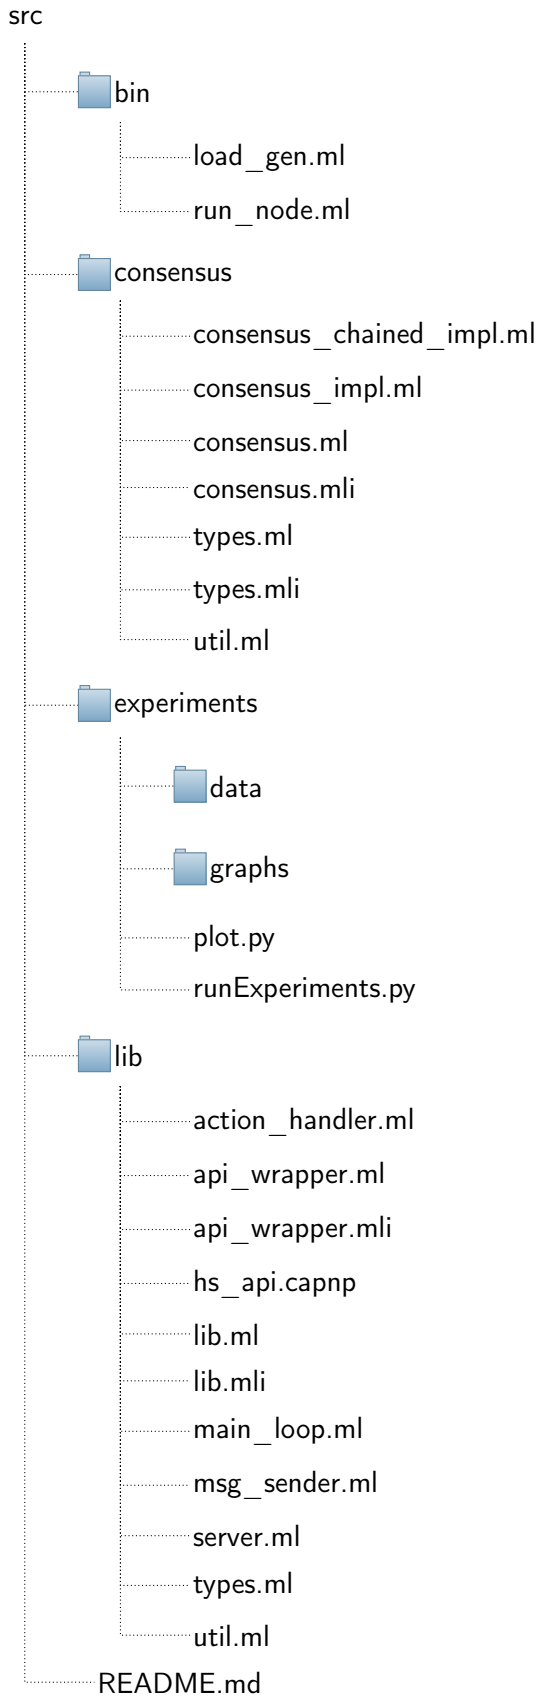 src
bin
load_gen.ml
run_node.ml
consensus
consensus_chained_impl.ml
consensus_impl.ml
consensus.ml
consensus.mli
types.ml
types.mli
util.ml
experiments
data
graphs
plot.py
runExperiments.py
lib
action_handler.ml
api_wrapper.ml
api_wrapper.mli
hs_api.capnp
lib.ml
lib.mli
main_loop.ml
msg_sender.ml
server.ml
types.ml
util.ml
README.md